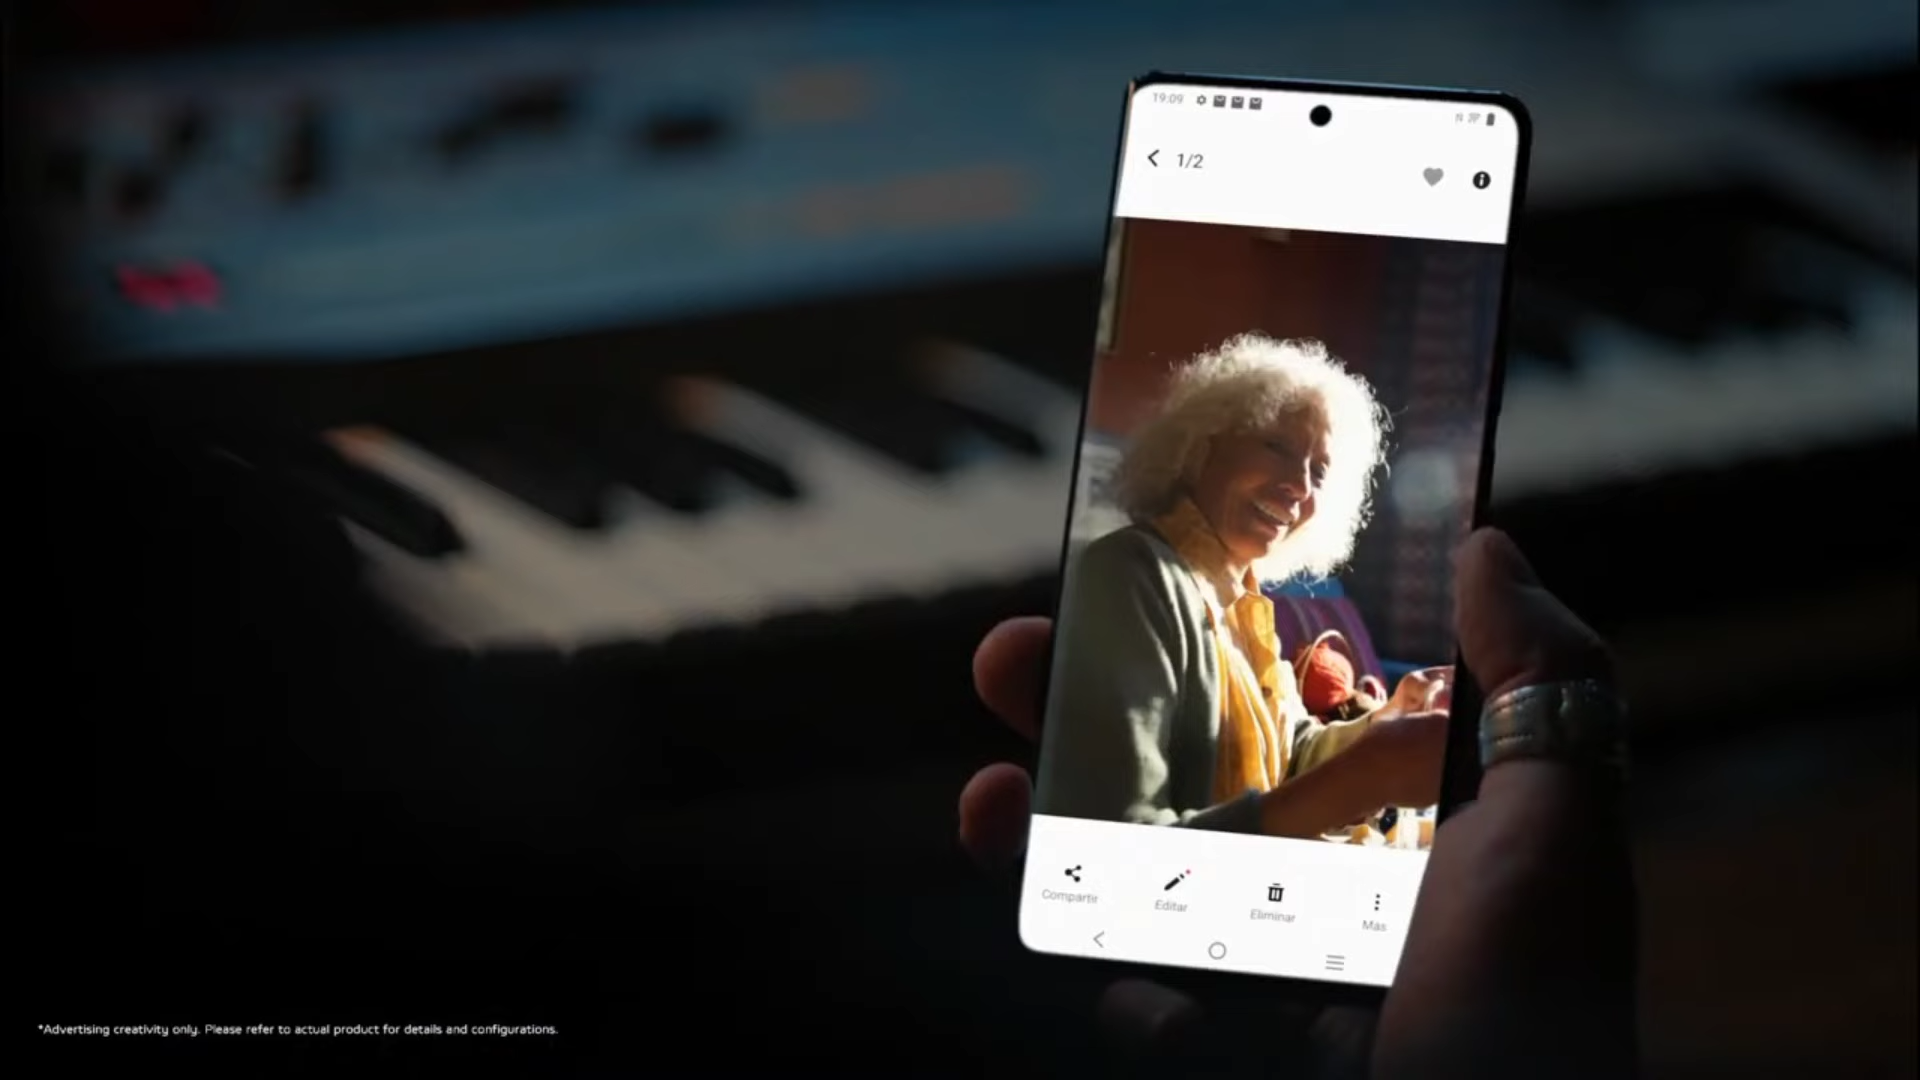 19:09
1/2
Compartir
Editar
Eliminar
Más
*Advertising creativity only. Please refer to actual product for details and configurations.